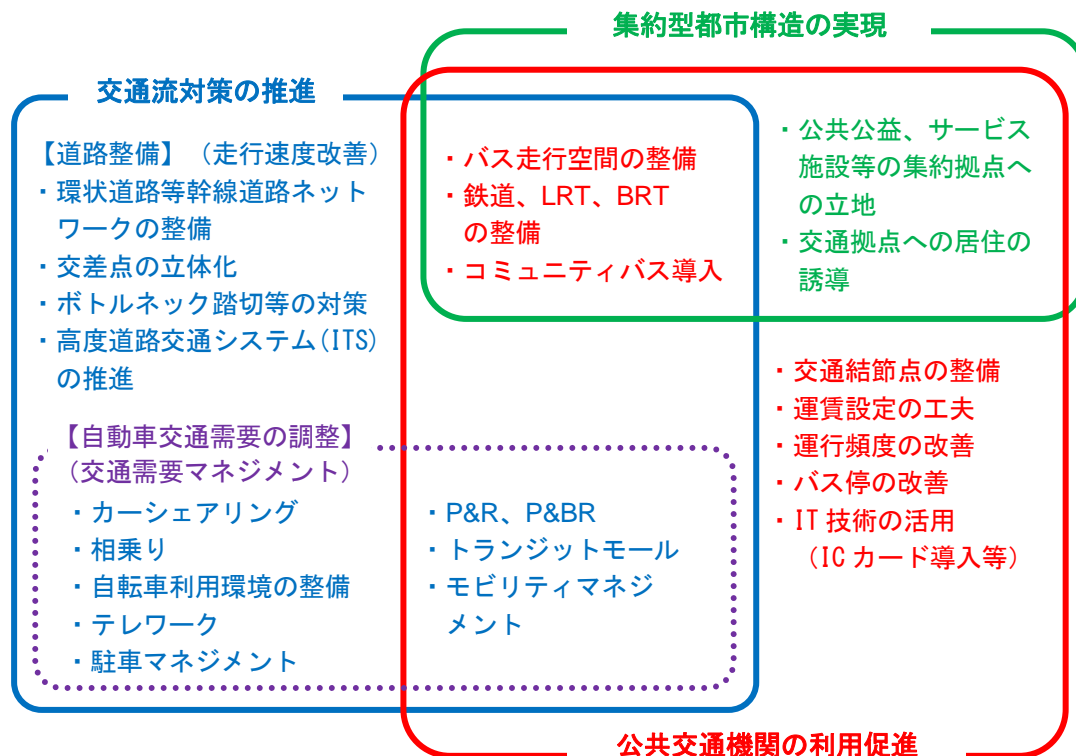 集約型都市構造の実現
交通流対策の推進
【道路整備】（走行速度改善）
・環状道路等幹線道路ネット
ワークの整備
・交差点の立体化
・ボトルネック踏切等の対策
・高度道路交通システム(ITS)
の推進
・バス走行空間の整備
・鉄道、LRT、BRT
の整備
・コミュニティバス導入
・公共公益、サービス
施設等の集約拠点へ
の立地
・交通拠点への居住の
誘導
【自動車交通需要の調整】
（交通需要マネジメント）
・カーシェアリング
・相乗り
・自転車利用環境の整備
・テレワーク
・駐車マネジメント
・P&R、P&BR
・トランジットモール
・モビリティマネジ
メント
・交通結節点の整備
・運賃設定の工夫
・運行頻度の改善
・バス停の改善
・IT 技術の活用
（IC カード導入等）
公共交通機関の利用促進